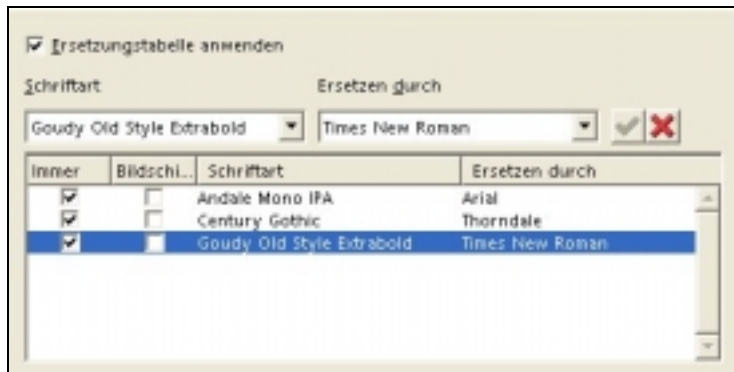 Ersetzungstabelle anwenden
Schriftart Ersetzen durch
Goudy Old Style Extrabold Times New Roman
Immer Bildschi... Schriftart Ersetzen durch
Andale Mono IPA Arial
Century Gothic Thorndale
Goudy Old Style Extrabold Times New Roman